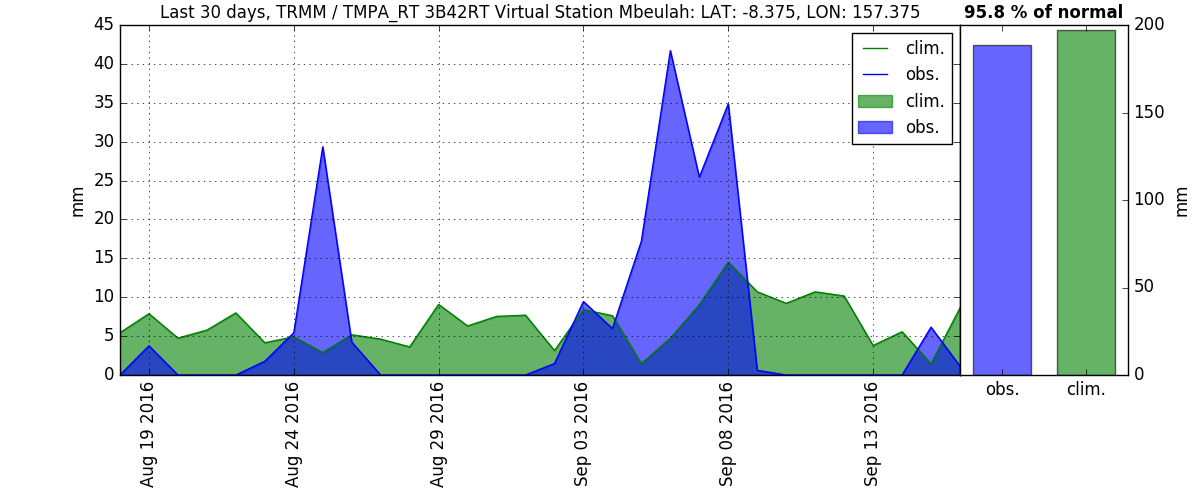 Last 30 days, TRMM / TMPA_RT 3B42RT Virtual Station Mbeulah: LAT: -8.375, LON: 157.375
95.8 % of normal
45
40
35
30
25
20
15
10
5
0
mm
clim.
obs.
clim.
obs.
Aug 19 2016
Aug 24 2016
Aug 29 2016
Sep 03 2016
Sep 08 2016
Sep 13 2016
200
150
100
50
0
mm
obs.
clim.